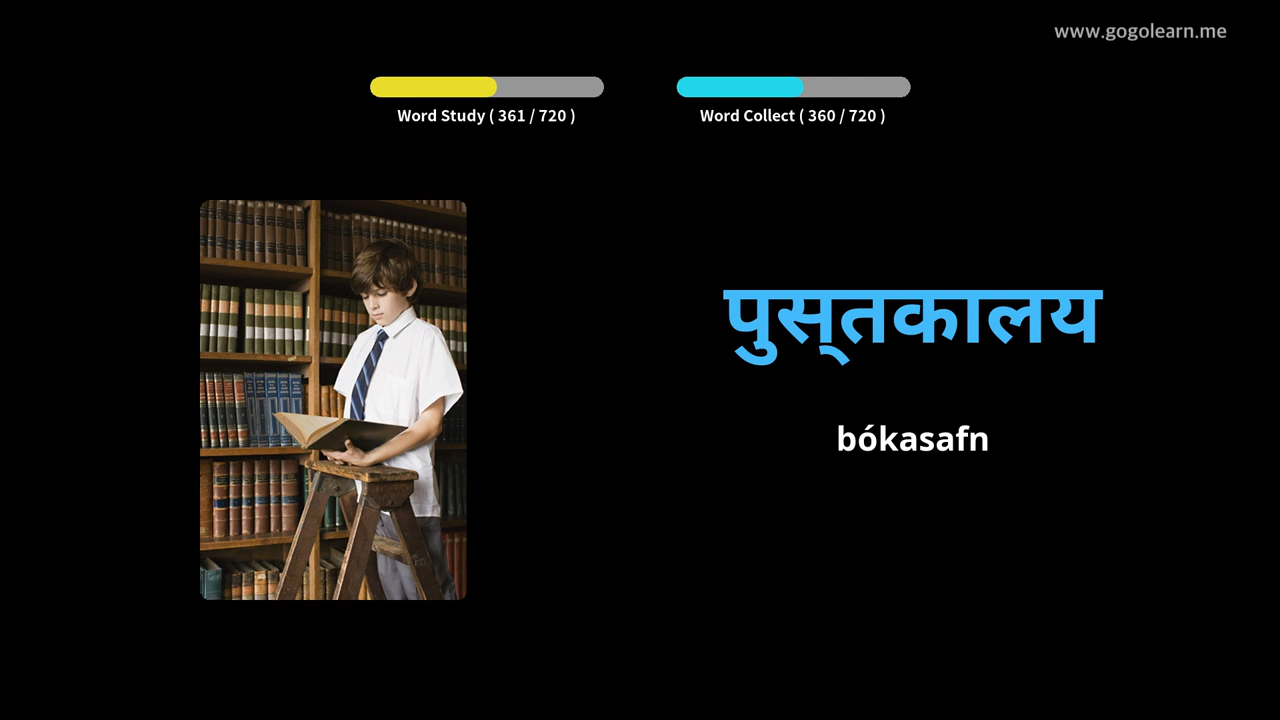 www.gogolearn.me
Word Study ( 361 / 720 )
Word Collect ( 360 / 720 )
पुस्तकालय
bókasafn